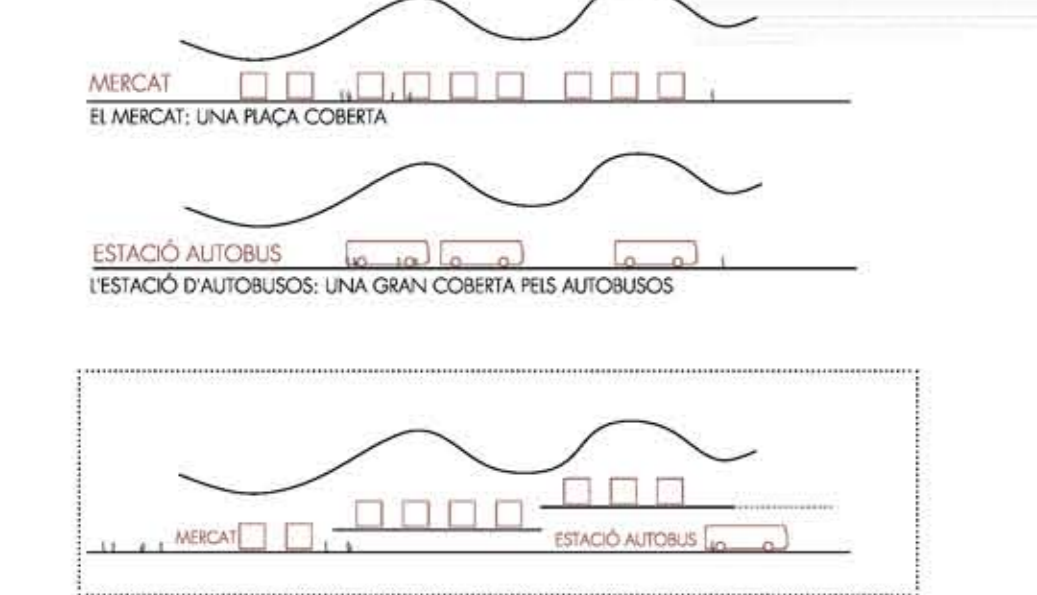 MERCAT
EL MERCAT: UNA PLAÇA COBERTA
ESTACIÓ AUTOBUS
L'ESTACIÓ D'AUTOBUSOS: UNA GRAN COBERTA PELS AUTOBUSOS
MERCAT
ESTACIÓ AUTOBUS